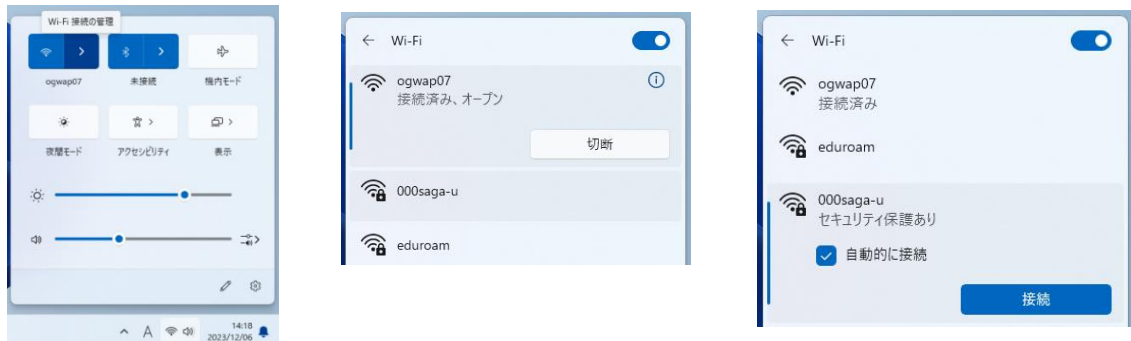 Wi-Fi 接続の管理
ogwap07
未接続
機内モード
夜間モード
アクセシビリティ
表示
A
14:18
2023/12/06
Wi-Fi
ogwap07
接続済み、オープン
切断
000saga-u
eduroam
Wi-Fi
ogwap07
接続済み
eduroam
000saga-u
セキュリティ保護あり
自動的に接続
接続